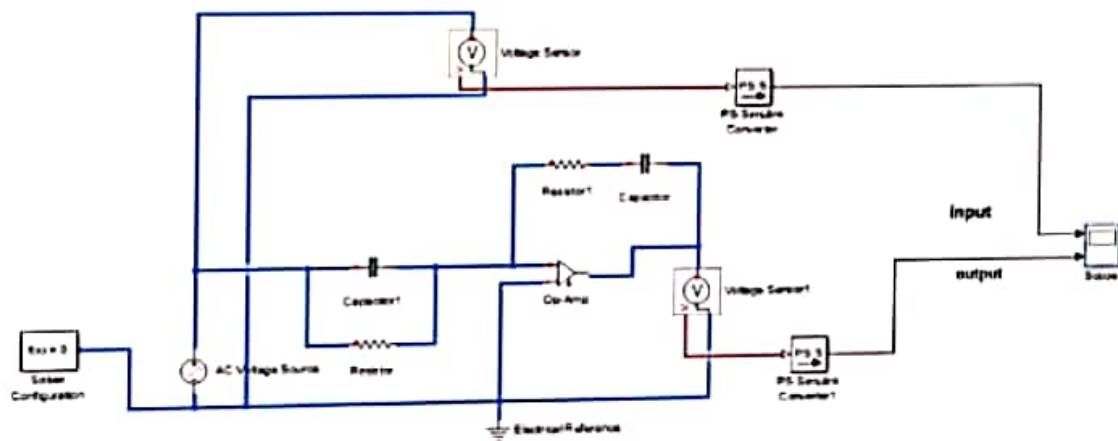 V
Voltage Sensor
PS S
PS-Simulink
Converter
Resistor1
Capacitor
input
Capacitor1
Op-Amp
V
Voltage Sensor1
output
Scope
f(x) = 0
Solver
Configuration
AC Voltage Source
Resistor
PS S
PS-Simulink
Converter1
Electrical Reference